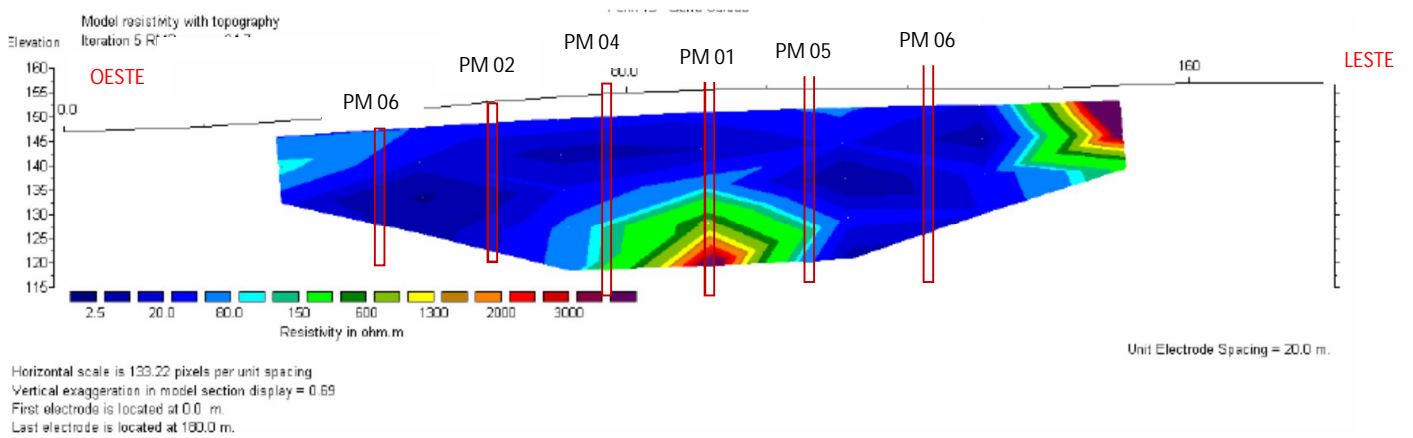 Model resistivity with topography
Elevation
Iteration 5
OESTE
PM 06
PM 02
PM 04
PM 01
PM 05
PM 06
LESTE
160
155
150
145
140
135
130
125
120
115
0.0
80.0
160
2.5 20.0 80.0 150 600 1300 2000 3000
Resistivity in ohm.m
Unit Electrode Spacing = 20.0 m.
Horizontal scale is 133.22 pixels per unit spacing
Vertical exaggeration in model section display = 0.69
First electrode is located at 0.0 m.
Last electrode is located at 180.0 m.